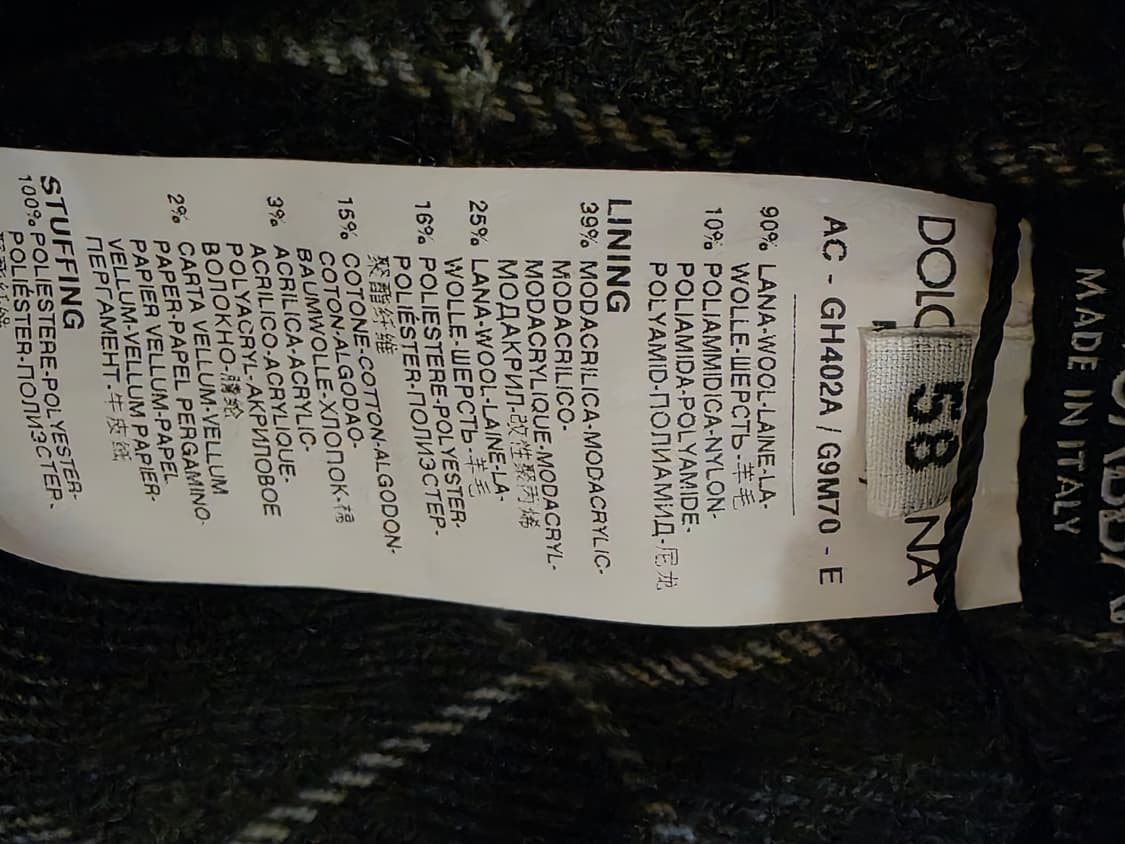 MADE IN ITALY
DOLC
NA
58
AC - GH402A / G9M70 - E
90% LANA-WOOL-LAINE-LA-
WOLLE-ШЕРСТЬ-羊毛
10% POLIAMMIDICA-NYLON-
POLIAMIDA-POLYAMIDE-
POLYAMID-ПОЛИАМИД-尼龙
LINING
39% MODACRILICA-MODACRYLIC-
MODACRILICO-
MODACRYLIQUE-MODACRYL-
МОДАКРИЛ-改性聚丙烯
25% LANA-WOOL-LAINE-LA-
WOLLE-ШЕРСТЬ-羊毛
16% POLIESTERE-POLYESTER-
POLIÉSTER-ПОЛИЭСТЕР-
聚酯纤维
15% COTONE-COTTON-ALGODON-
COTON-ALGODAO-
BAUMWOLLE-ХЛОПОК-棉
3% ACRILICA-ACRYLIC-
ACRILICO-ACRYLIQUE-
POLYACRYL-АКРИЛОВОЕ
ВОЛОКНО-腈纶
2% CARTA VELLUM-VELLUM
PAPER-PAPEL PERGAMINO-
PAPIER VELLUM-PAPEL
VELLUM-VELLUM PAPIER-
ПЕРГАМЕНТ-牛皮纸
STUFFING
100% POLIESTERE-POLYESTER-
POLIESTER-ПОЛИЭСТЕР-